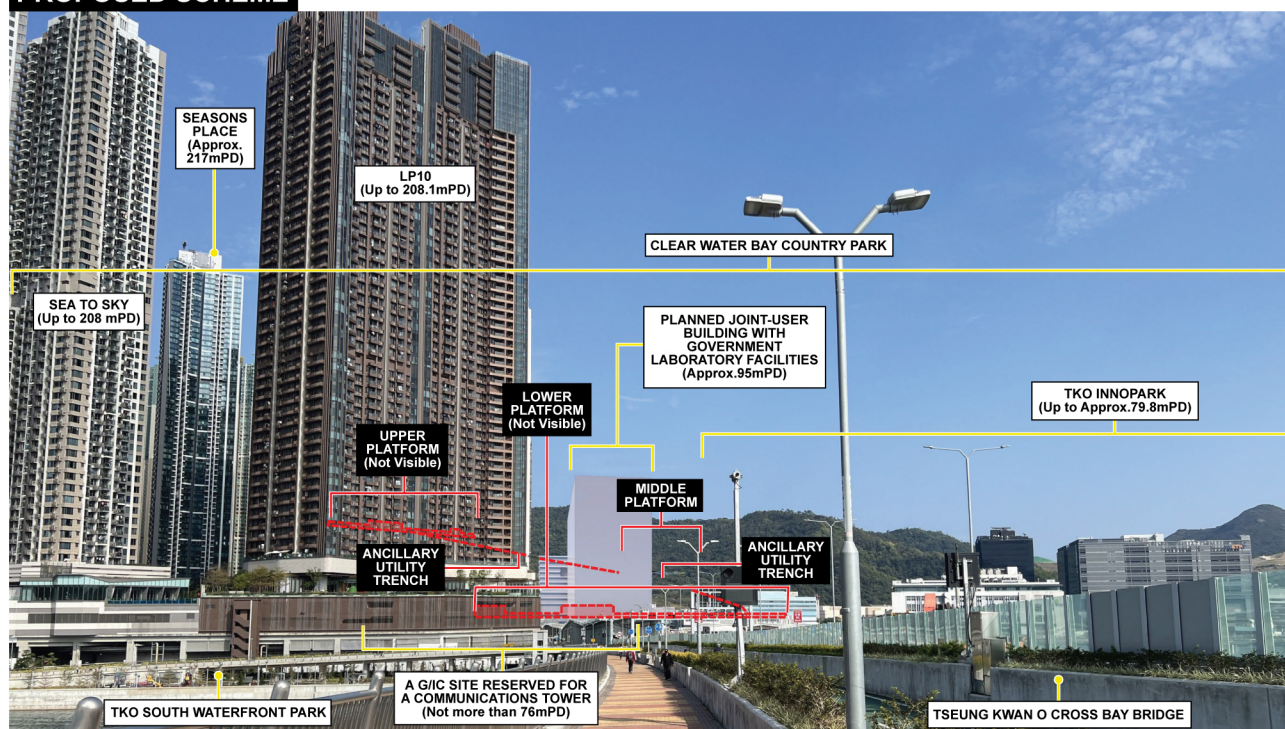 PROPOSED SCHEME
SEASONS
PLACE
(Approx.
217mPD)
LP10
(Up to 208.1mPD)
CLEAR WATER BAY COUNTRY PARK
SEA TO SKY
(Up to 208 mPD)
PLANNED JOINT-USER
BUILDING WITH
GOVERNMENT
LABORATORY FACILITIES
(Approx.95mPD)
LOWER
PLATFORM
(Not Visible)
TKO INNOPARK
(Up to Approx.79.8mPD)
UPPER
PLATFORM
(Not Visible)
MIDDLE
PLATFORM
ANCILLARY
UTILITY
TRENCH
ANCILLARY
UTILITY
TRENCH
A G/IC SITE RESERVED FOR
A COMMUNICATIONS TOWER
(Not more than 76mPD)
TKO SOUTH WATERFRONT PARK
TSEUNG KWAN O CROSS BAY BRIDGE